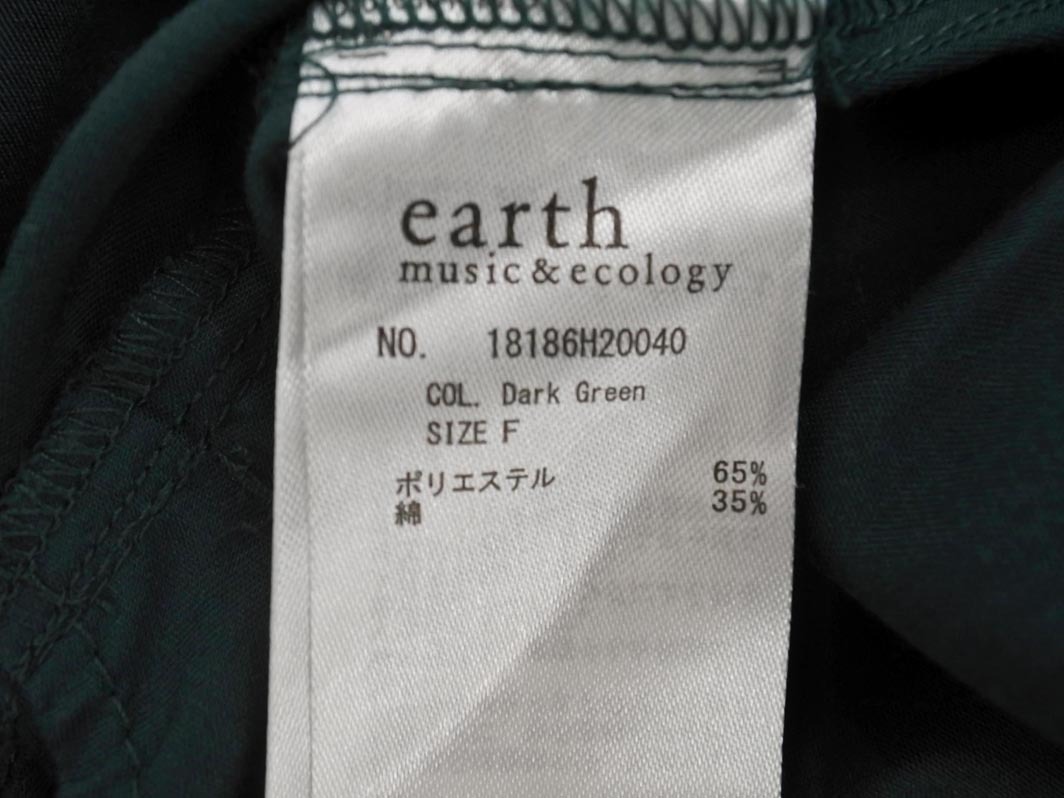 earth
music & ecology
NO. 18186H20040
COL. Dark Green
SIZE F
ポリエステル 65%
綿 35%